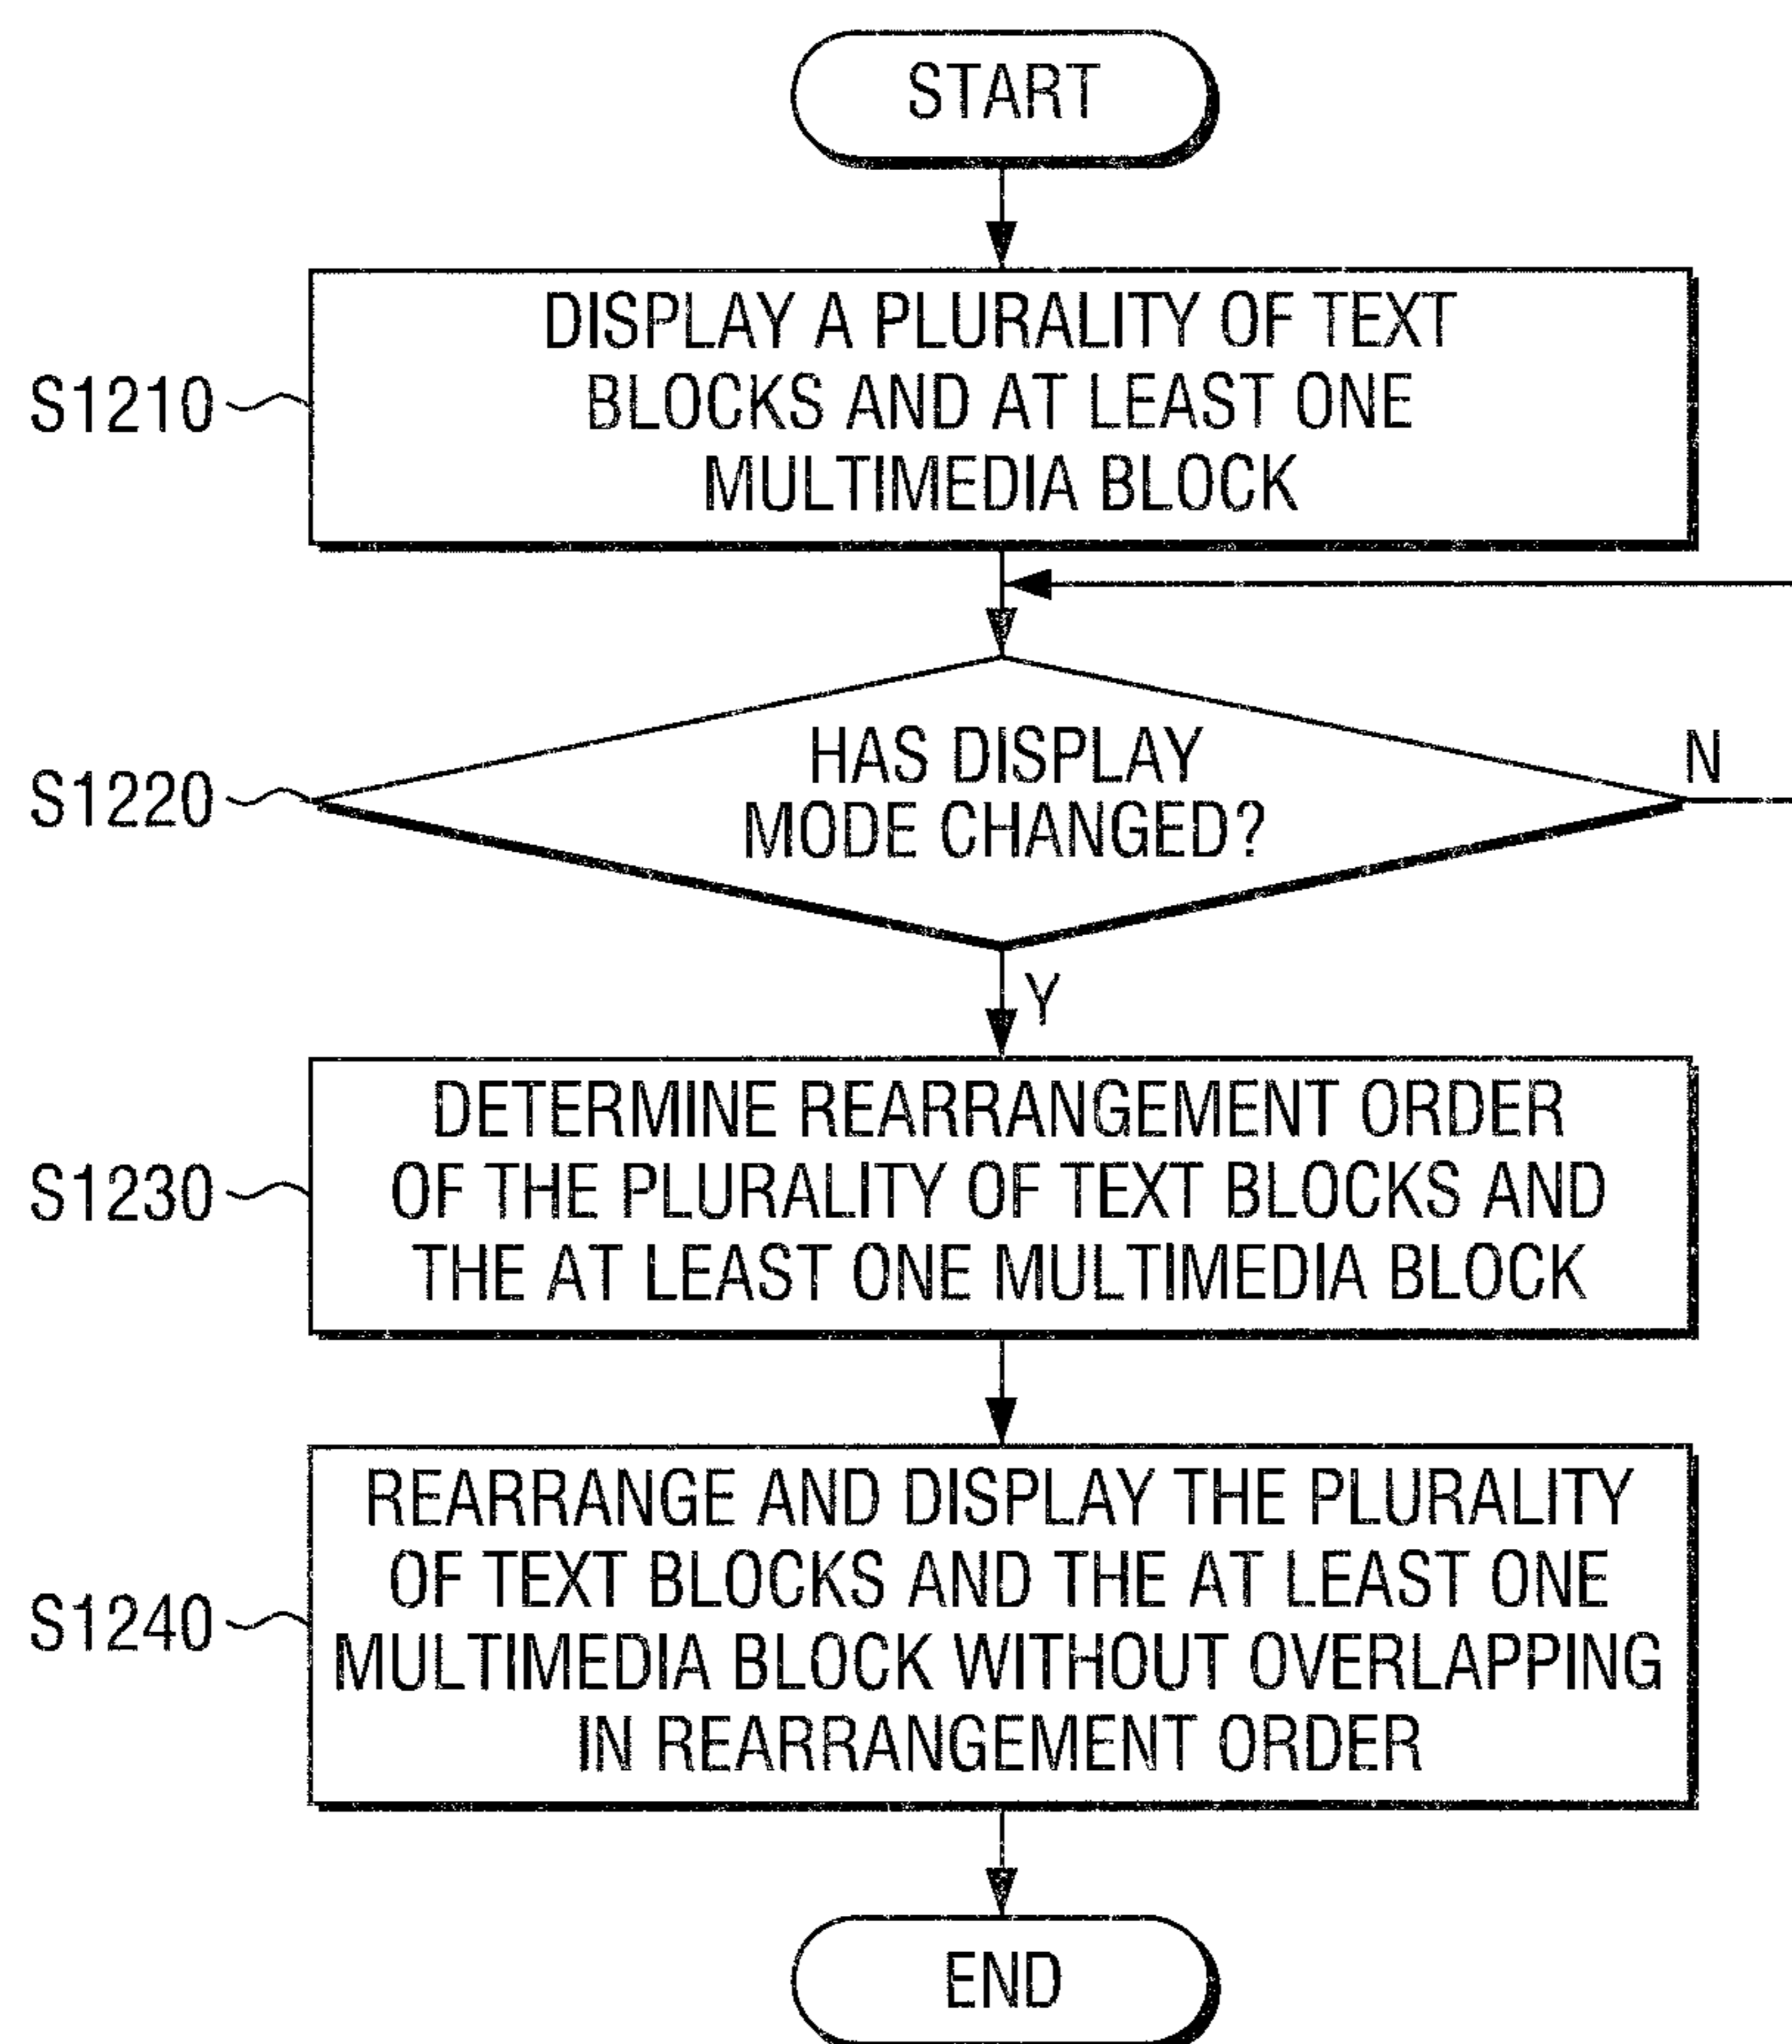 START
DISPLAY A PLURALITY OF TEXT
BLOCKS AND AT LEAST ONE
MULTIMEDIA BLOCK
S1210
HAS DISPLAY
MODE CHANGED?
N
S1220
Y
DETERMINE REARRANGEMENT ORDER
OF THE PLURALITY OF TEXT BLOCKS AND
THE AT LEAST ONE MULTIMEDIA BLOCK
S1230
REARRANGE AND DISPLAY THE PLURALITY
OF TEXT BLOCKS AND THE AT LEAST ONE
MULTIMEDIA BLOCK WITHOUT OVERLAPPING
IN REARRANGEMENT ORDER
S1240
END